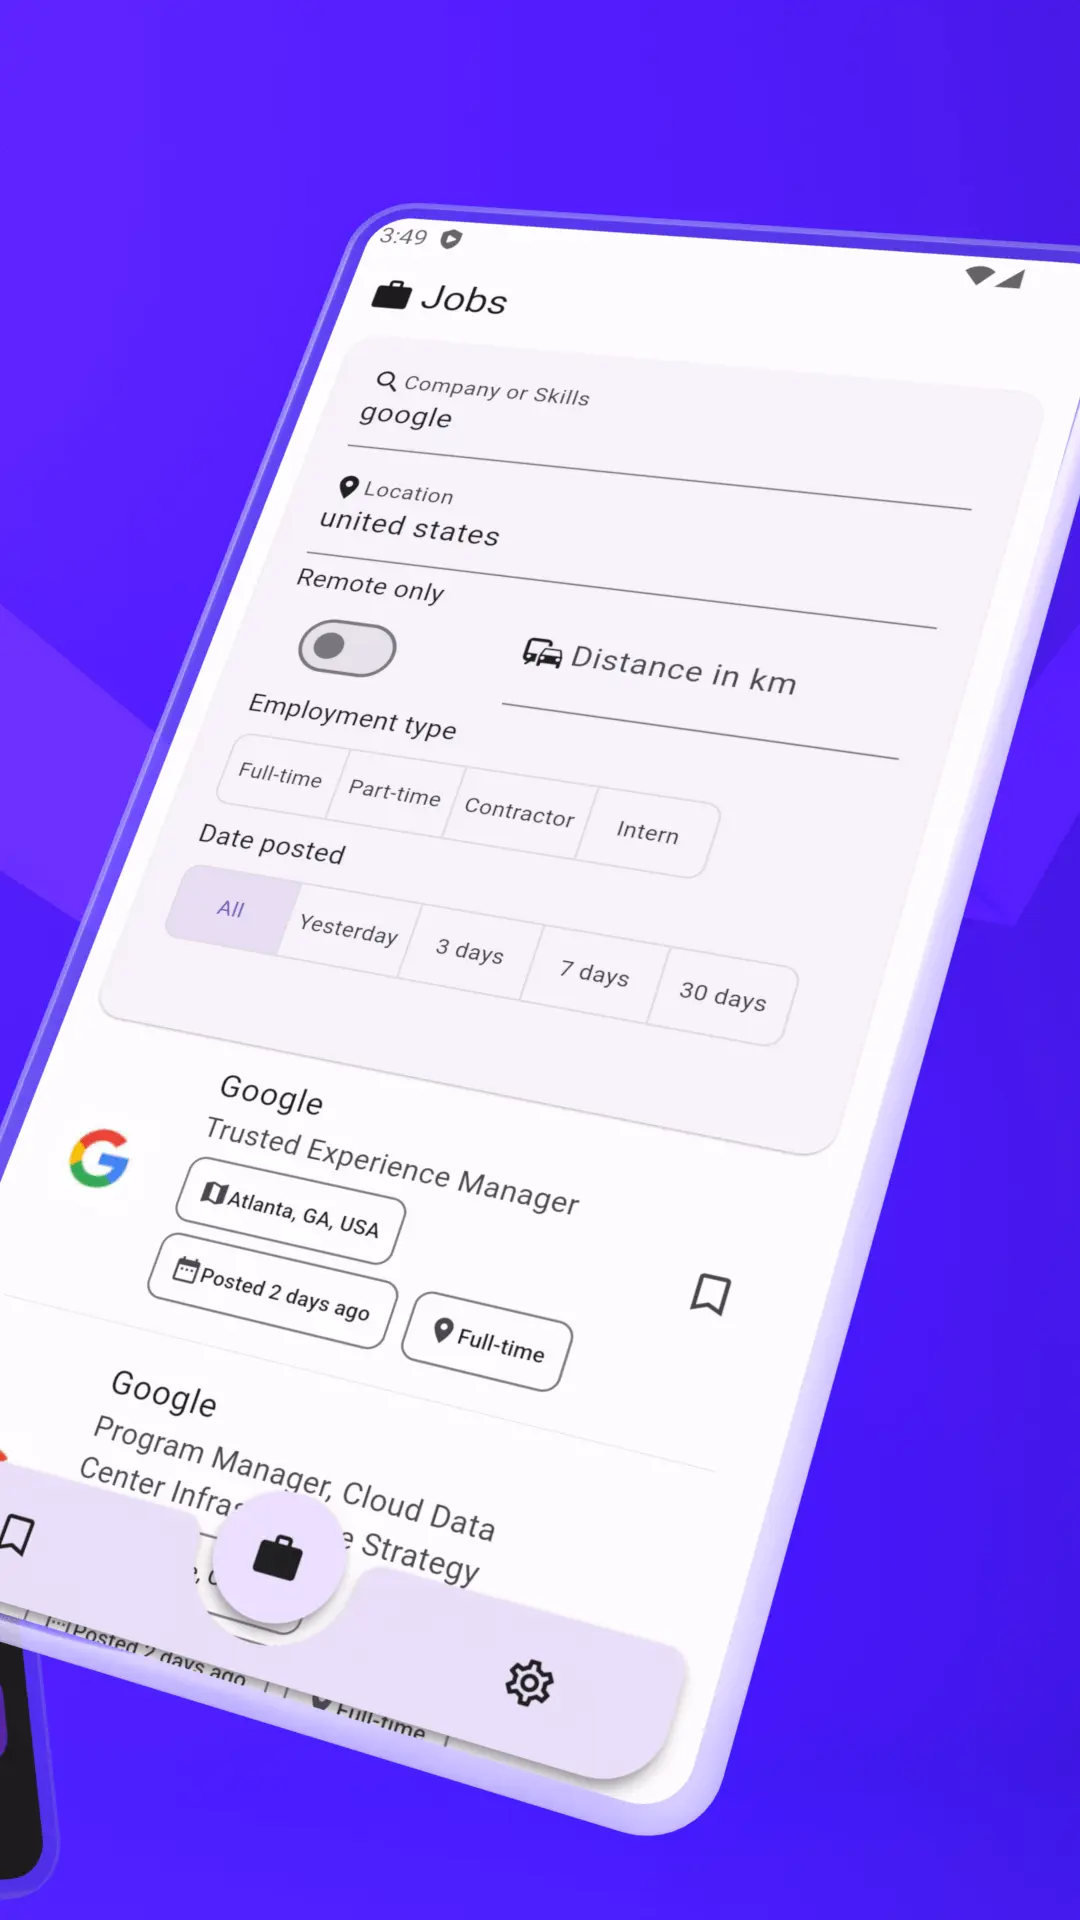 3:49
Jobs
Company or Skills
google
Location
united states
Remote only
Distance in km
Employment type
Full-time Part-time Contractor Intern
Date posted
All Yesterday 3 days 7 days 30 days
Google
Trusted Experience Manager
Atlanta, GA, USA
Posted 2 days ago
Full-time
Google
Program Manager, Cloud Data
Center Strategy
Posted 2 days ago
Full-time